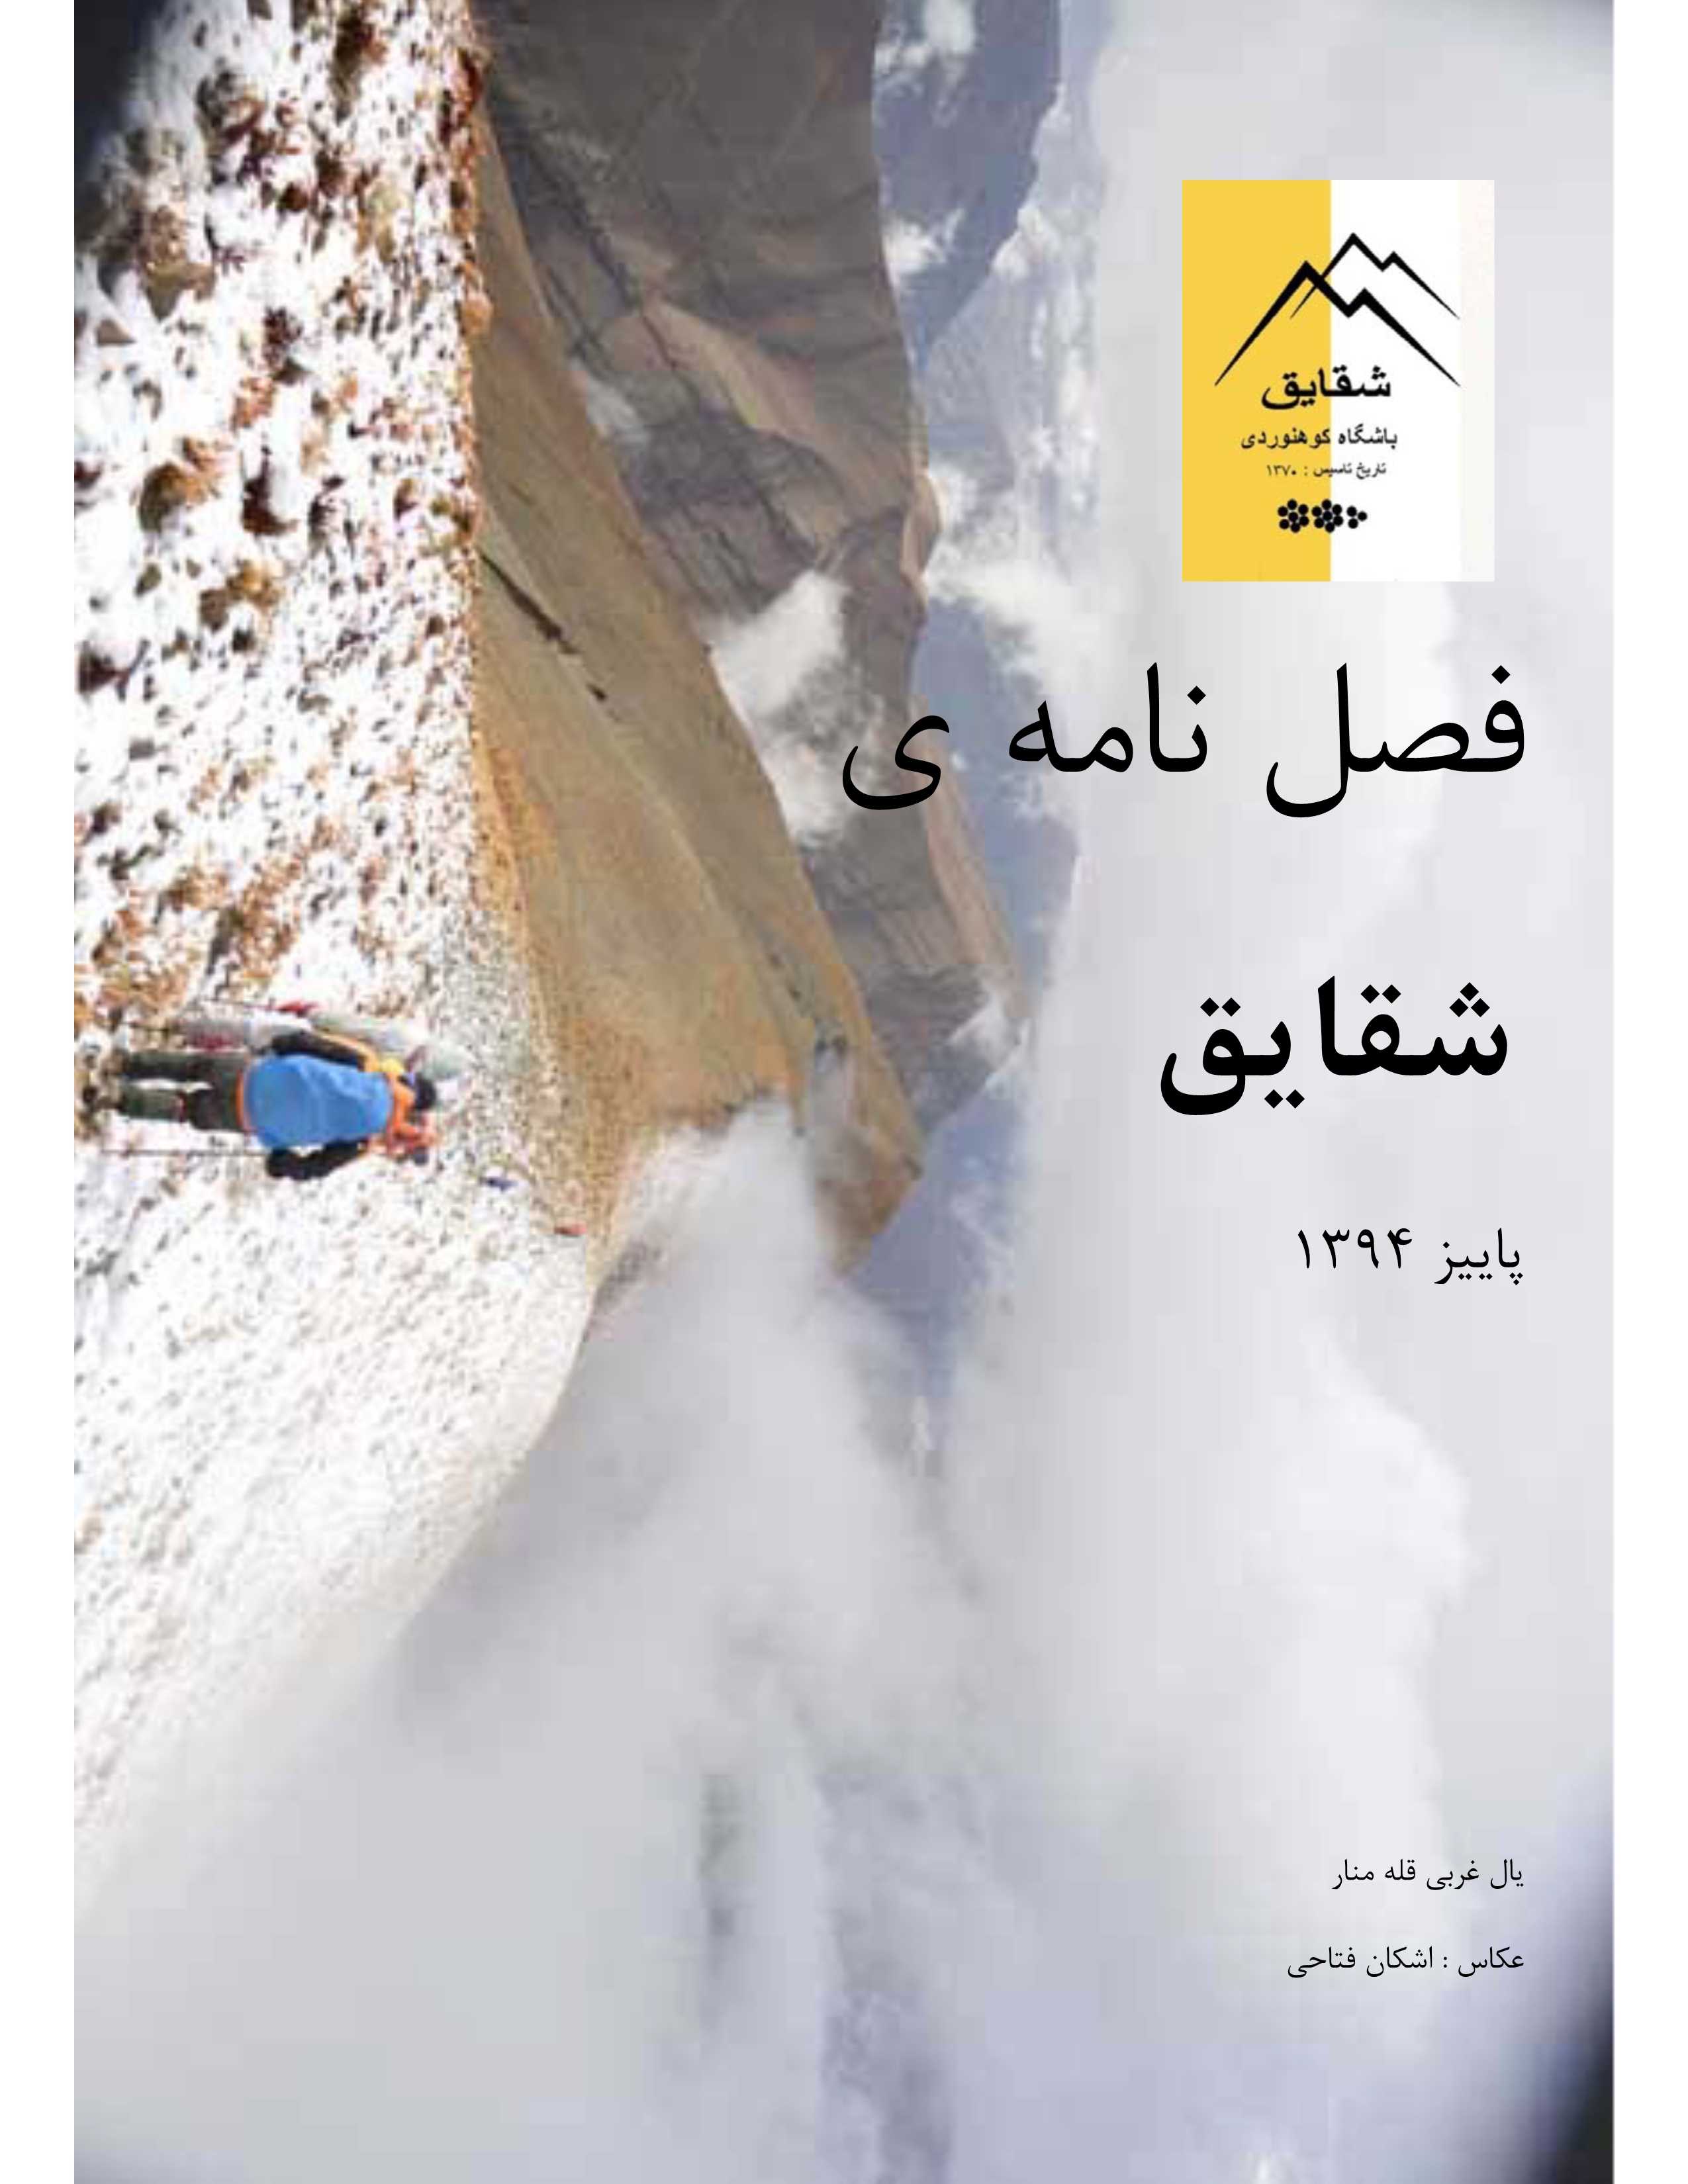 شقایق
باشگاه کوهنوردی
تاریخ تاسیس : ۱۳۷۰
فصل نامه ی
شقایق
پاییز ۱۳۹۴
یال غربی قله منار
عکاس : اشکان فتاحی